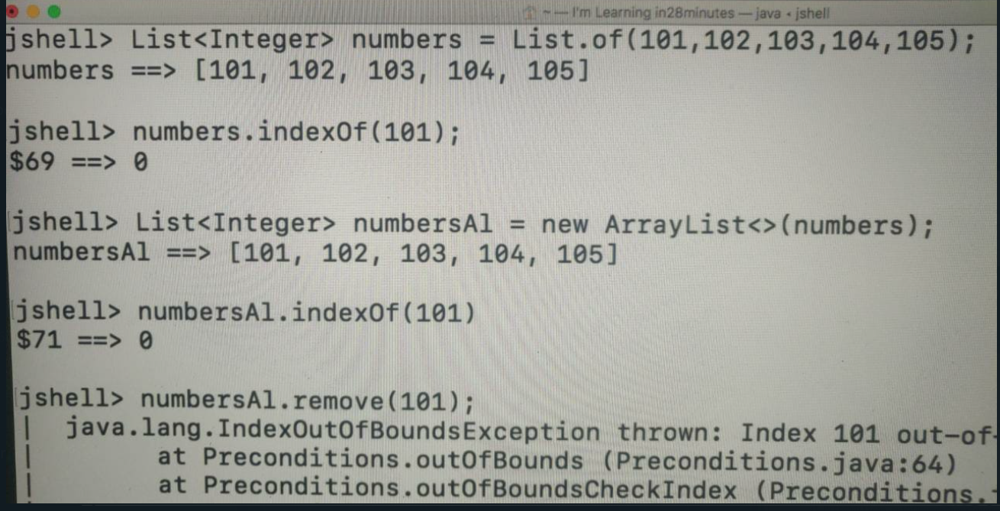 ~ — I'm Learning in28minutes — java ◂ jshell
jshell> List<Integer> numbers = List.of(101,102,103,104,105);
numbers ==> [101, 102, 103, 104, 105]
jshell> numbers.indexOf(101);
$69 ==> 0
jshell> List<Integer> numbersAl = new ArrayList<>(numbers);
numbersAl ==> [101, 102, 103, 104, 105]
jshell> numbersAl.indexOf(101)
$71 ==> 0
jshell> numbersAl.remove(101);
|   java.lang.IndexOutOfBoundsException thrown: Index 101 out-of-
|         at Preconditions.outOfBounds (Preconditions.java:64)
|         at Preconditions.outOfBoundsCheckIndex (Preconditions.